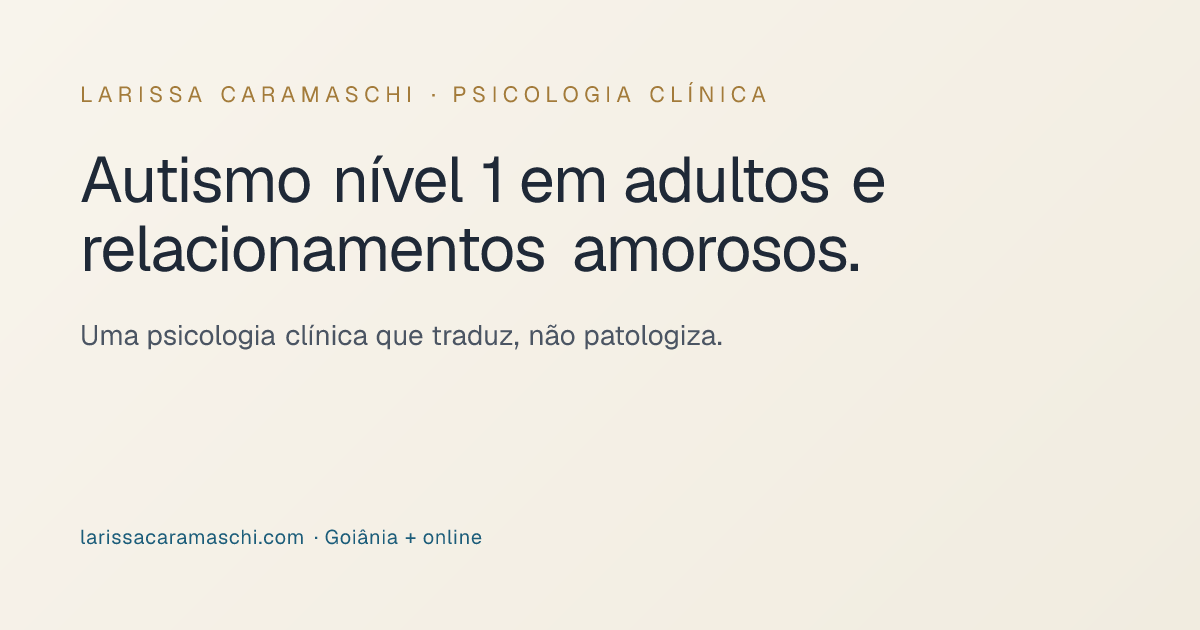 LARISSA CARAMASCHI · PSICOLOGIA CLÍNICA
Autismo nível 1 em adultos e
relacionamentos amorosos.
Uma psicologia clínica que traduz, não patologiza.
larissacaramaschi.com · Goiânia + online